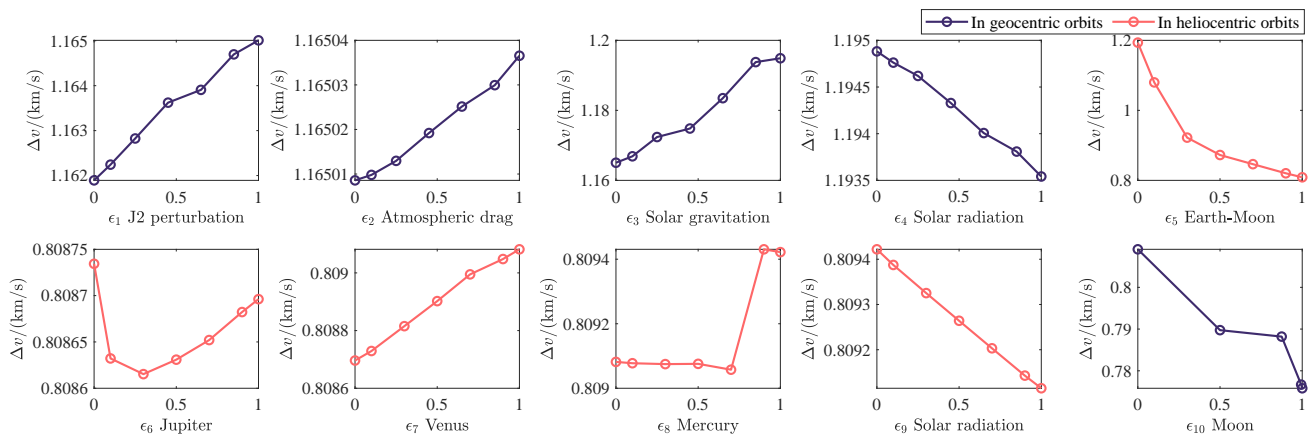 In geocentric orbits In heliocentric orbits
1.165 1.16504 1.2 1.195 1.2
1.164 1.16503 1.1945 1
1.163 1.16502 1.18 1.194
1.162 1.16501 1.16 1.1935 0.8
Δv/(km/s) Δv/(km/s) Δv/(km/s) Δv/(km/s) Δv/(km/s)
0 0.5 1 0 0.5 1 0 0.5 1 0 0.5 1 0 0.5 1
ϵ1 J2 perturbation ϵ2 Atmospheric drag ϵ3 Solar gravitation ϵ4 Solar radiation ϵ5 Earth-Moon
0.80875 0.809 0.8094 0.8094 0.8
0.8087 0.8088 0.8092 0.8093 0.79
0.80865 0.8086 0.809 0.8092 0.78
0.8086
Δv/(km/s) Δv/(km/s) Δv/(km/s) Δv/(km/s) Δv/(km/s)
0 0.5 1 0 0.5 1 0 0.5 1 0 0.5 1 0 0.5 1
ϵ6 Jupiter ϵ7 Venus ϵ8 Mercury ϵ9 Solar radiation ϵ10 Moon